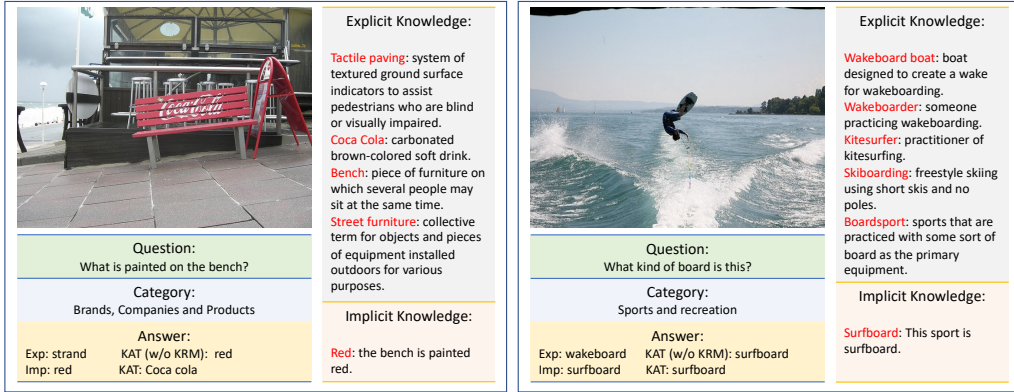 Coca-Cola
Question:
What is painted on the bench?
Category:
Brands, Companies and Products
Answer:
Exp: strand KAT (w/o KRM): red
Imp: red KAT: Coca cola
Explicit Knowledge:
Tactile paving: system of
textured ground surface
indicators to assist
pedestrians who are blind
or visually impaired.
Coca Cola: carbonated
brown-colored soft drink.
Bench: piece of furniture on
which several people may
sit at the same time.
Street furniture: collective
term for objects and pieces
of equipment installed
outdoors for various
purposes.
Implicit Knowledge:
Red: the bench is painted
red.
Question:
What kind of board is this?
Category:
Sports and recreation
Answer:
Exp: wakeboard KAT (w/o KRM): surfboard
Imp: surfboard KAT: surfboard
Explicit Knowledge:
Wakeboard boat: boat
designed to create a wake
for wakeboarding.
Wakeboarder: someone
practicing wakeboarding.
Kitesurfer: practitioner of
kitesurfing.
Skiboarding: freestyle skiing
using short skis and no
poles.
Boardsport: sports that are
practiced with some sort of
board as the primary
equipment.
Implicit Knowledge:
Surfboard: This sport is
surfboard.